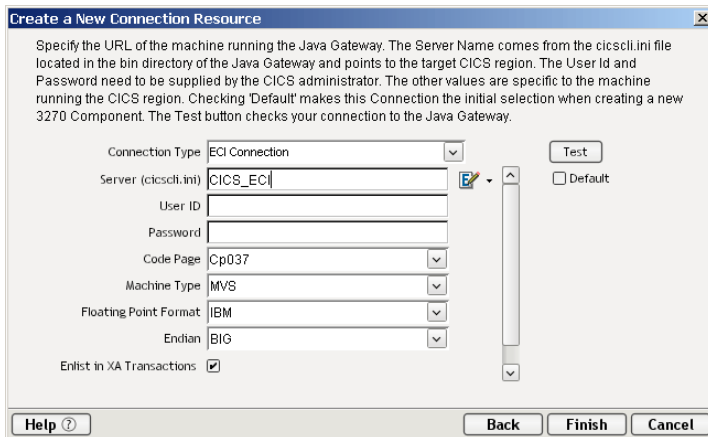 Create a New Connection Resource
Specify the URL of the machine running the Java Gateway. The Server Name comes from the cicscli.ini file
located in the bin directory of the Java Gateway and points to the target CICS region. The User Id and
Password need to be supplied by the CICS administrator. The other values are specific to the machine
running the CICS region. Checking 'Default' makes this Connection the initial selection when creating a new
3270 Component. The Test button checks your connection to the Java Gateway.
Connection Type ECI Connection Test
Server (cicscli.ini) CICS_ECI Default
User ID
Password
Code Page Cp037
Machine Type MVS
Floating Point Format IBM
Endian BIG
Enlist in XA Transactions
Help ? Back Finish Cancel